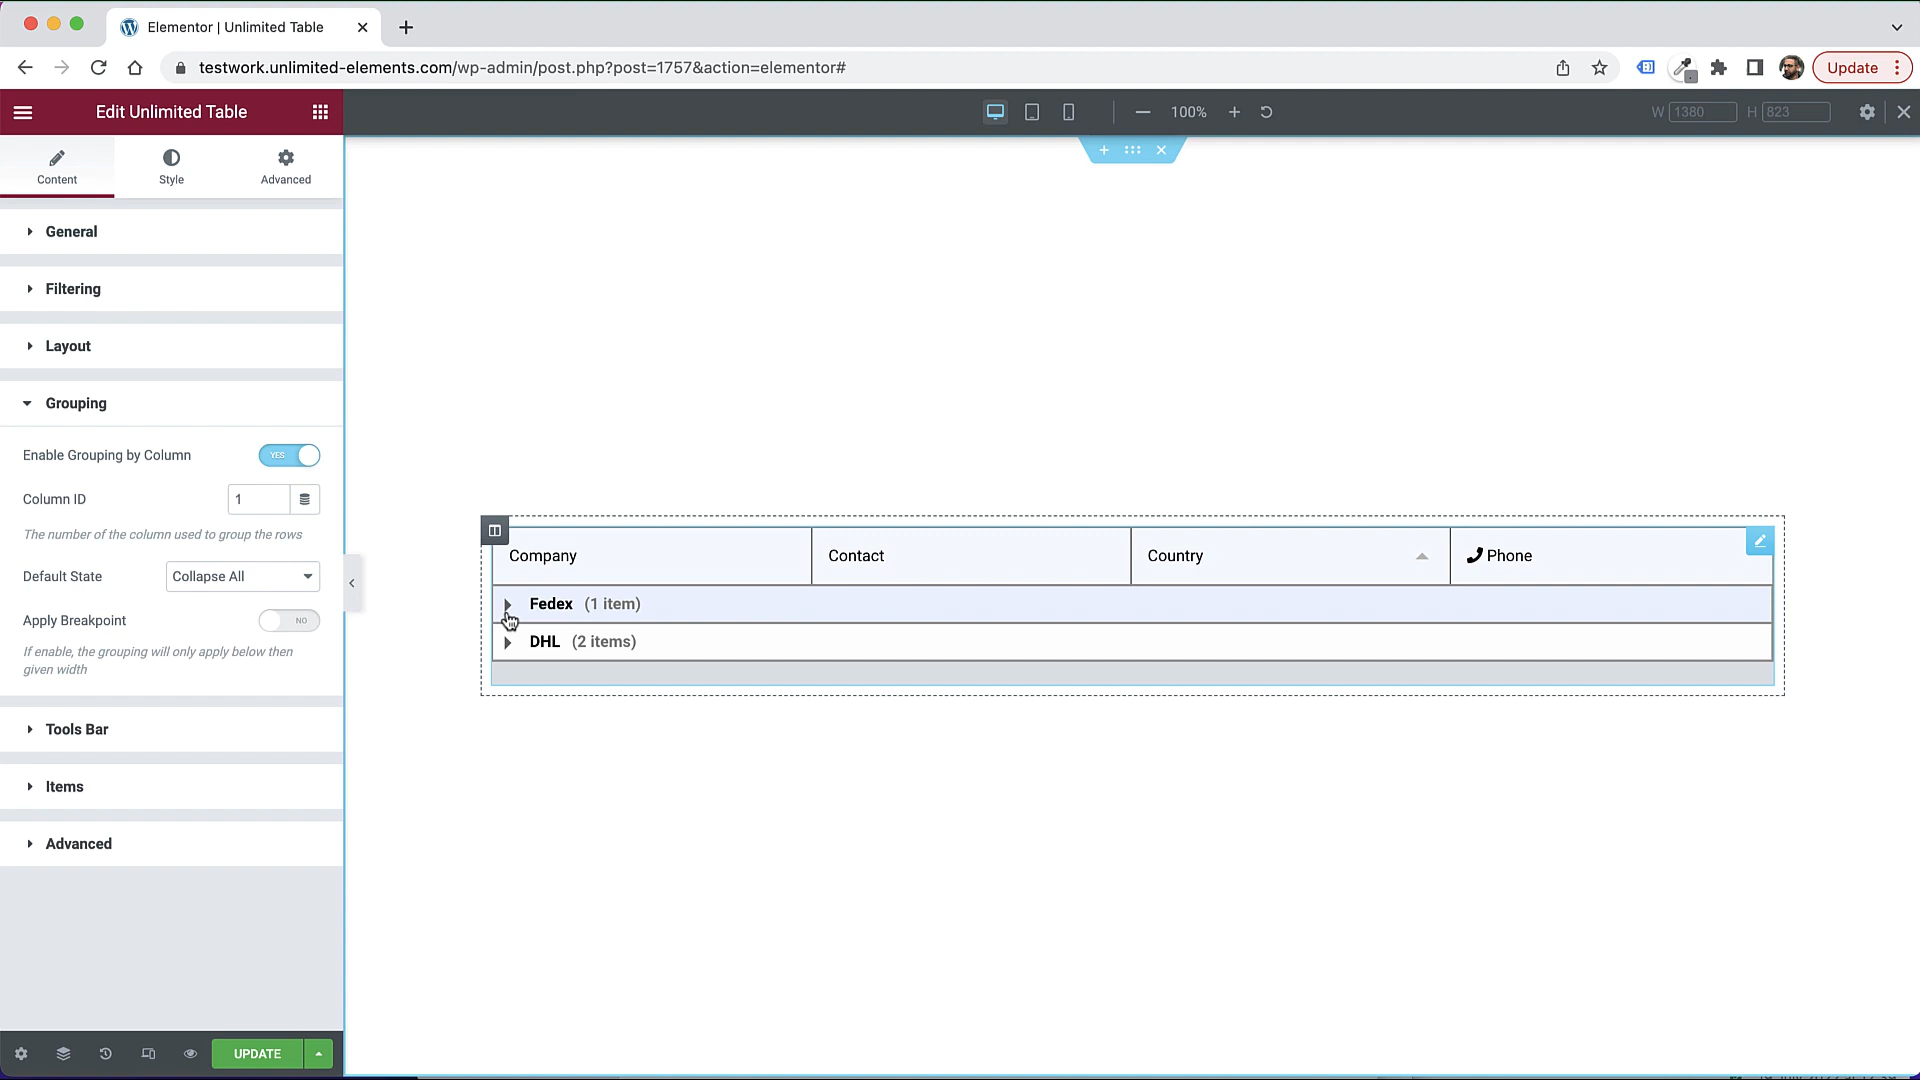 Elementor | Unlimited Table
testwork.unlimited-elements.com/wp-admin/post.php?post=1757&action=elementor#
Update
Edit Unlimited Table
100%
W 1380 H 823
Content
Style
Advanced
General
Filtering
Layout
Grouping
Enable Grouping by Column YES
Column ID 1
The number of the column used to group the rows
Default State Collapse All
Apply Breakpoint NO
If enable, the grouping will only apply below then
given width
Tools Bar
Items
Advanced
UPDATE
Company Contact Country Phone
Fedex (1 item)
DHL (2 items)